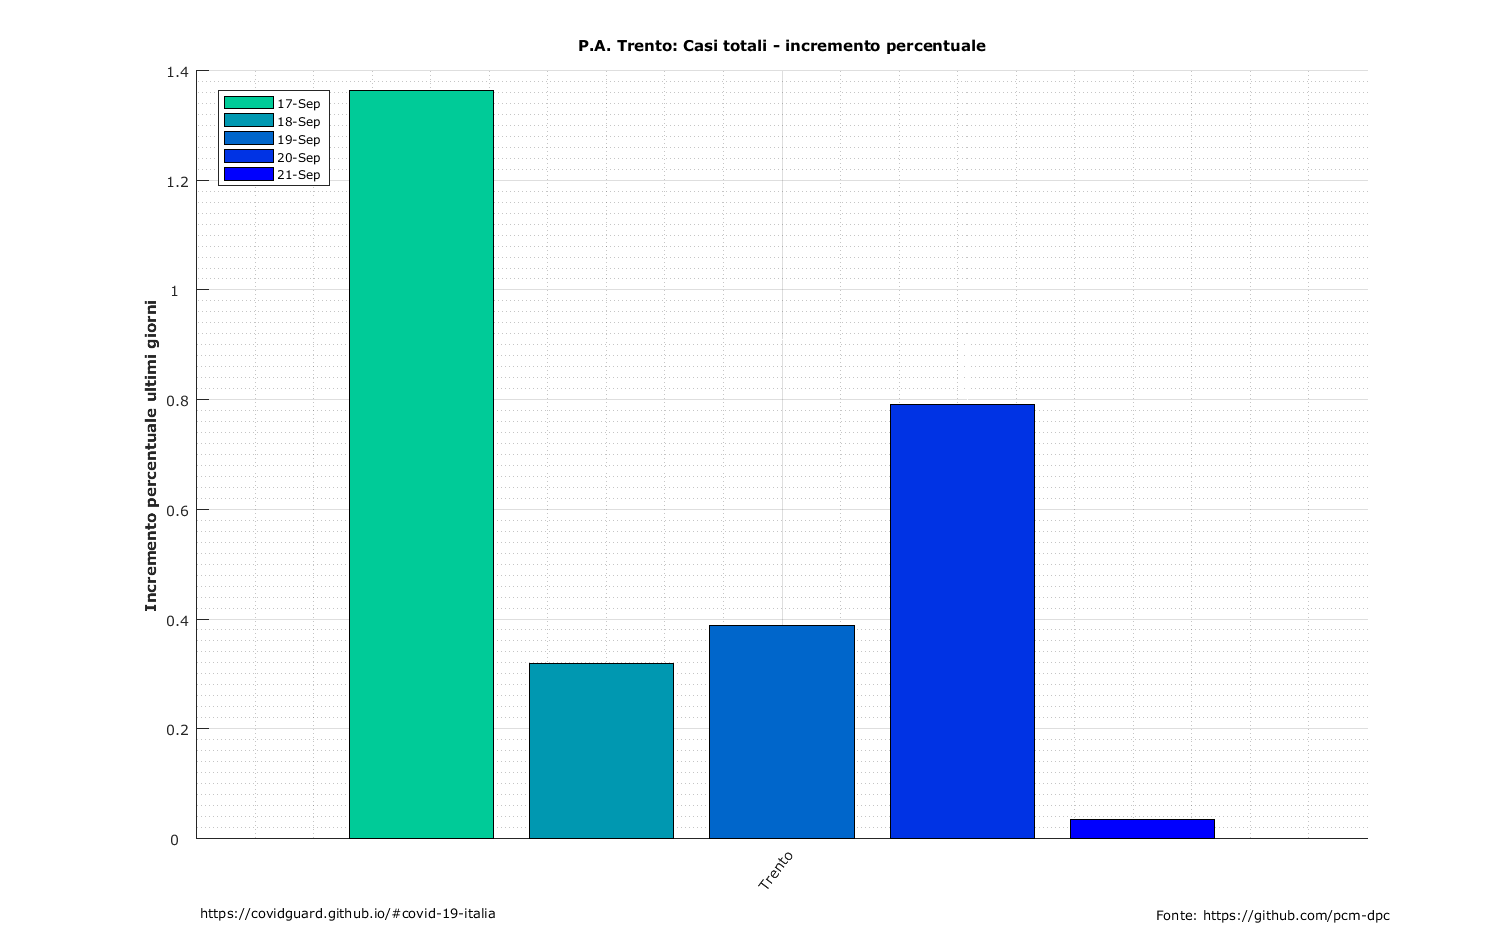 P.A. Trento: Casi totali - incremento percentuale
1.4
1.2
1
0.8
0.6
0.4
0.2
0
Incremento percentuale ultimi giorni
17-Sep
18-Sep
19-Sep
20-Sep
21-Sep
Trento
https://covidguard.github.io/#covid-19-italia
Fonte: https://github.com/pcm-dpc